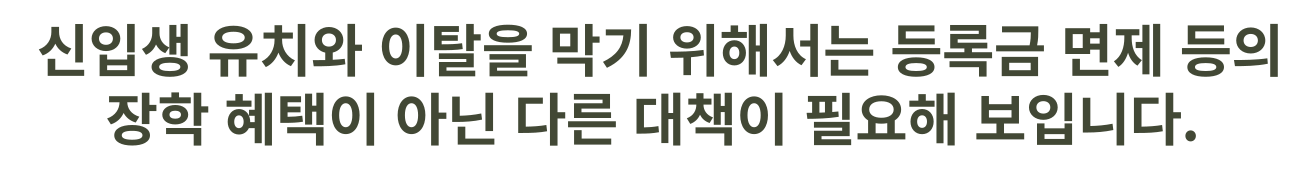 신입생 유치와 이탈을 막기 위해서는 등록금 면제 등의
장학 혜택이 아닌 다른 대책이 필요해 보입니다.